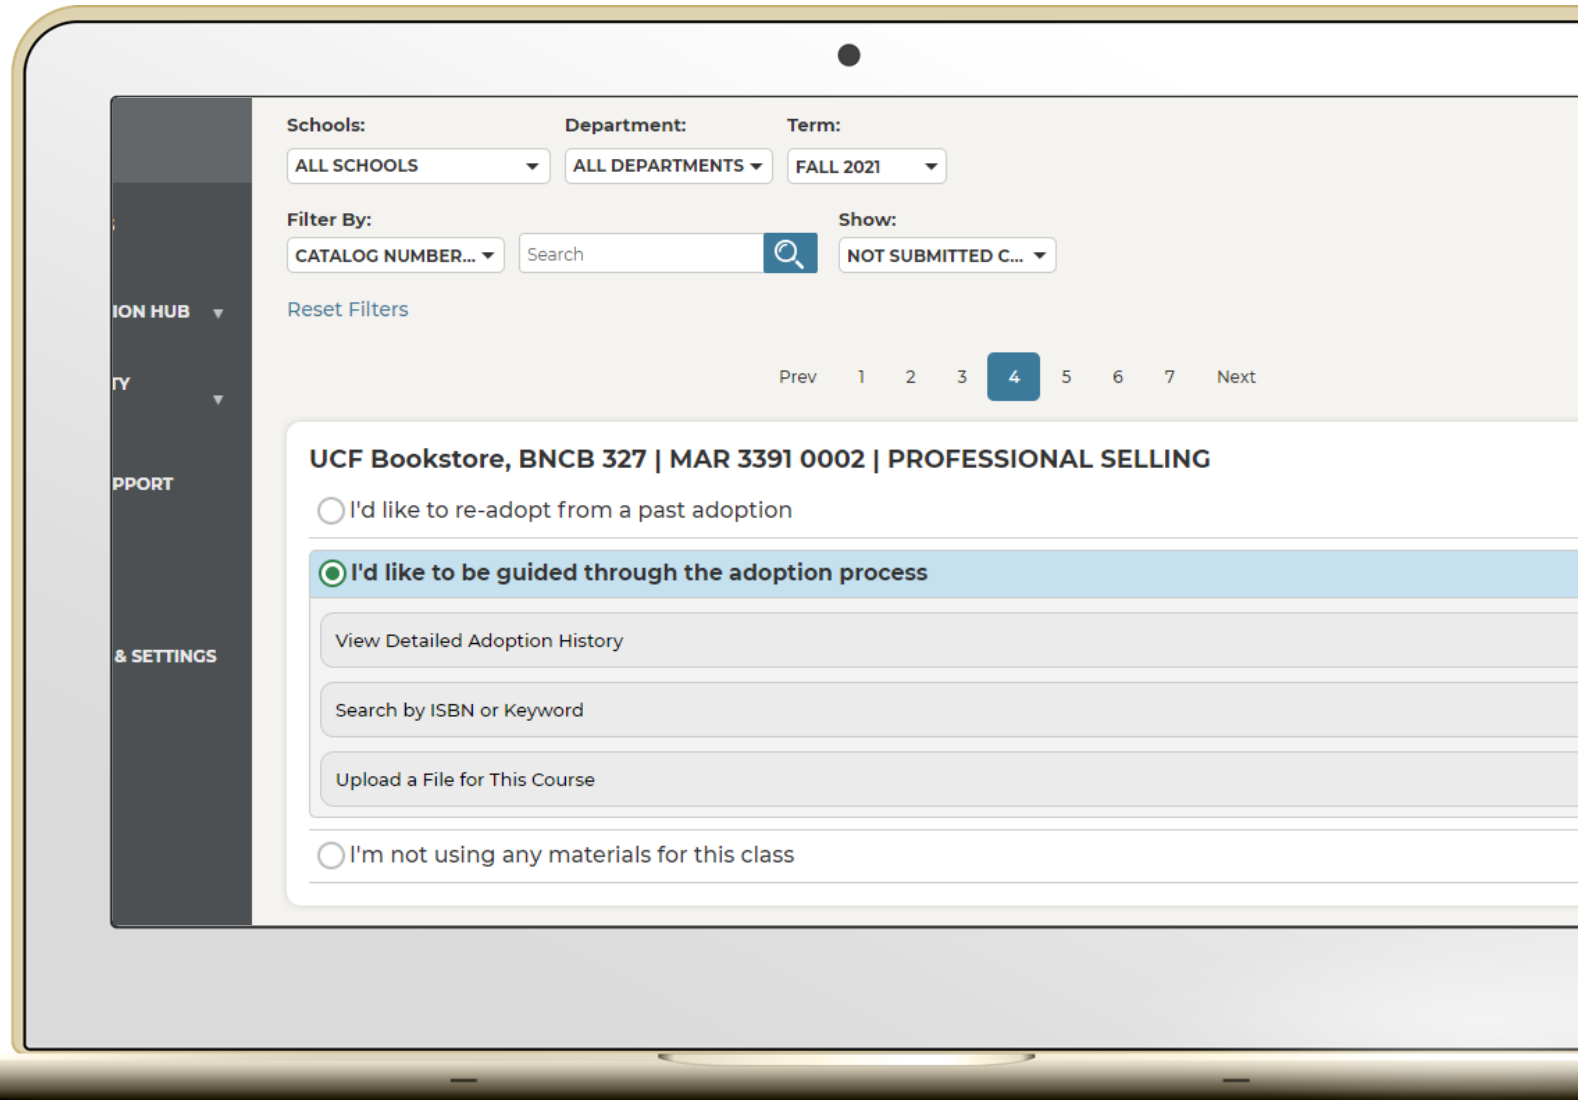 Schools: Department: Term:
ALL SCHOOLS ALL DEPARTMENTS FALL 2021
Filter By: Show:
CATALOG NUMBER... Search NOT SUBMITTED C...
Reset Filters
ION HUB
TY
PPORT
& SETTINGS
Prev 1 2 3 4 5 6 7 Next
UCF Bookstore, BNCB 327 | MAR 3391 0002 | PROFESSIONAL SELLING
I'd like to re-adopt from a past adoption
I'd like to be guided through the adoption process
View Detailed Adoption History
Search by ISBN or Keyword
Upload a File for This Course
I'm not using any materials for this class